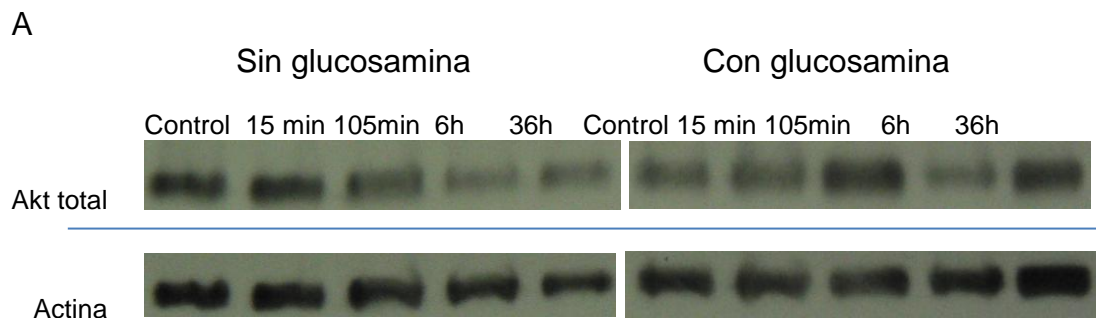 A
Sin glucosamina Con glucosamina
Control 15 min 105min 6h 36h Control 15 min 105min 6h 36h
Akt total
Actina